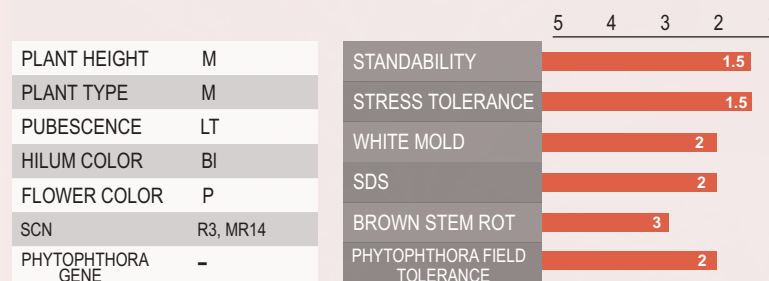 5 4 3 2
PLANT HEIGHT M
PLANT TYPE M
PUBESCENCE LT
HILUM COLOR Bl
FLOWER COLOR P
SCN R3, MR14
PHYTOPHTHORA
GENE –
STANDABILITY 1.5
STRESS TOLERANCE 1.5
WHITE MOLD 2
SDS 2
BROWN STEM ROT 3
PHYTOPHTHORA FIELD
TOLERANCE 2